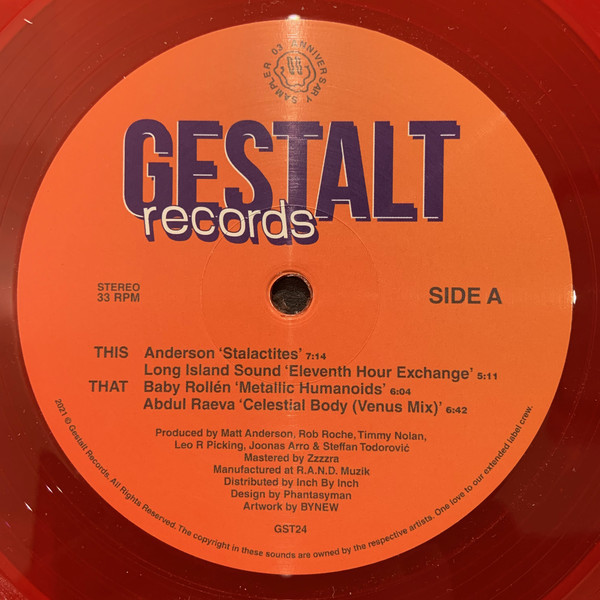 03 ANNIVERSARY SAMPLER
GESTALT
records
STEREO
33 RPM
SIDE A
THIS Anderson ‘Stalactites’ 7:14
Long Island Sound ‘Eleventh Hour Exchange’ 5:11
THAT Baby Rollén ‘Metallic Humanoids’ 6:04
Abdul Raeva ‘Celestial Body (Venus Mix)’ 6:42
Produced by Matt Anderson, Rob Roche, Timmy Nolan,
Leo R Picking, Joonas Arro & Steffan Todorović
Mastered by Zzzzra
Manufactured at R.A.N.D. Muzik
Distributed by Inch By Inch
Design by Phantasyman
Artwork by BYNEW
GST24
2021 © Gestalt Records. All Rights Reserved. The copyright in these sounds are owned by the respective artists. One love to our extended label crew.